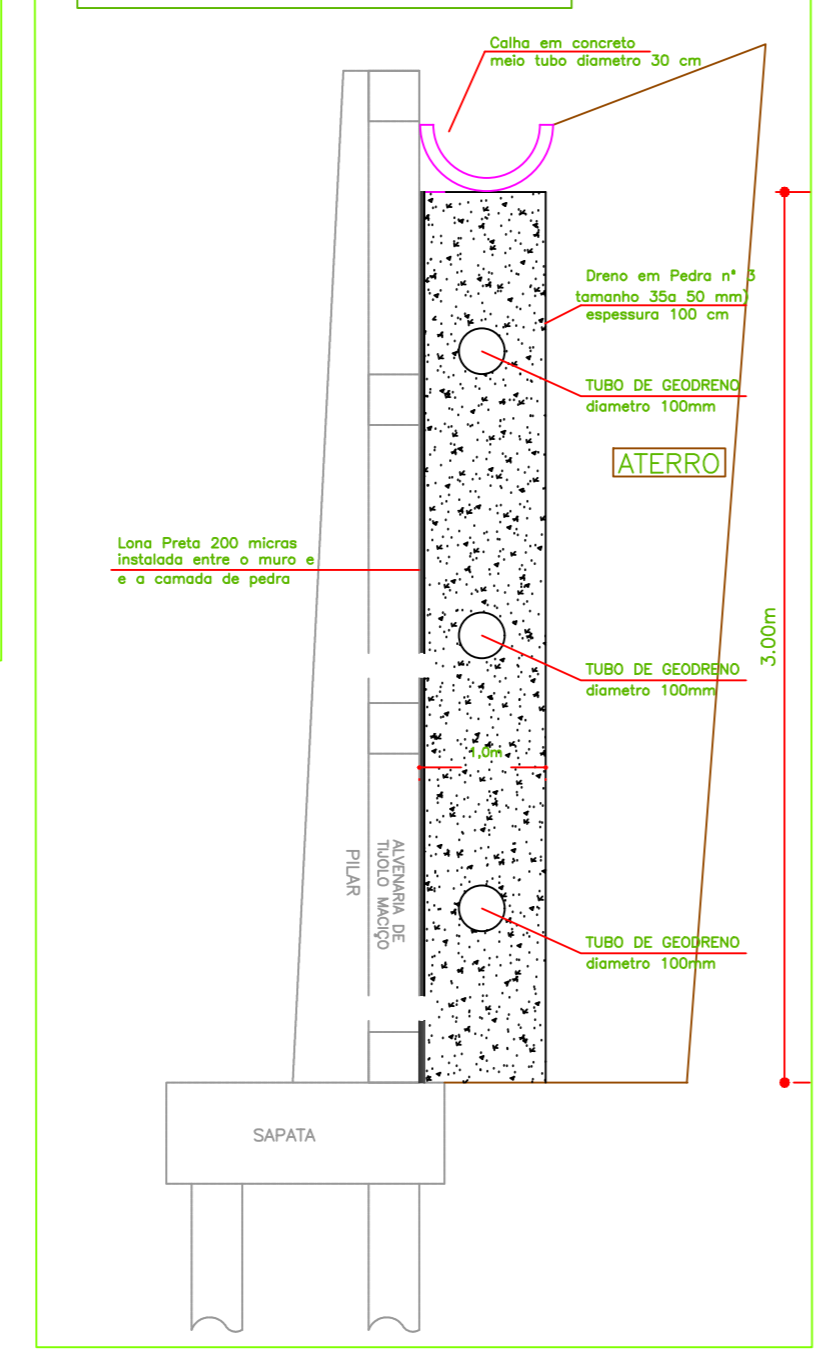 Calha em concreto
meio tubo diametro 30 cm
Dreno em Pedra n° 3
tamanho 35a 50 mm)
espessura 100 cm
TUBO DE GEODRENO
diametro 100mm
ATERRO
Lona Preta 200 micras
instalada entre o muro e
e a camada de pedra
3.00m
TUBO DE GEODRENO
diametro 100mm
1,0m
ALVENARIA DE
TIJOLO MACIÇO
PILAR
TUBO DE GEODRENO
diametro 100mm
SAPATA